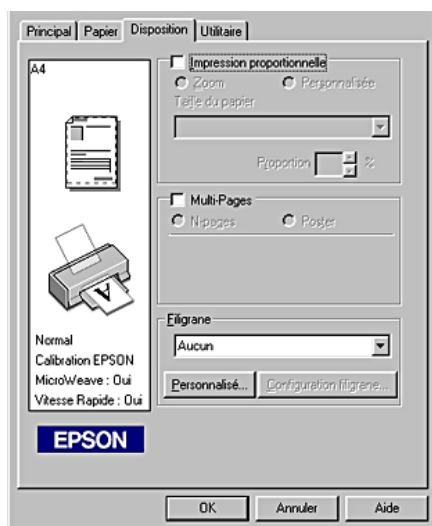 Principal Papier Disposition Utilitaire
A4
Normal
Calibration EPSON
MicroWeave : Oui
Vitesse Rapide : Oui
EPSON
Impression proportionnelle
Zoom Personnalisée
Taille du papier
Proportion %
Multi-Pages
N-pages Poster
Filigrane
Aucun
Personnalisé... Configuration filigrane...
OK Annuler Aide